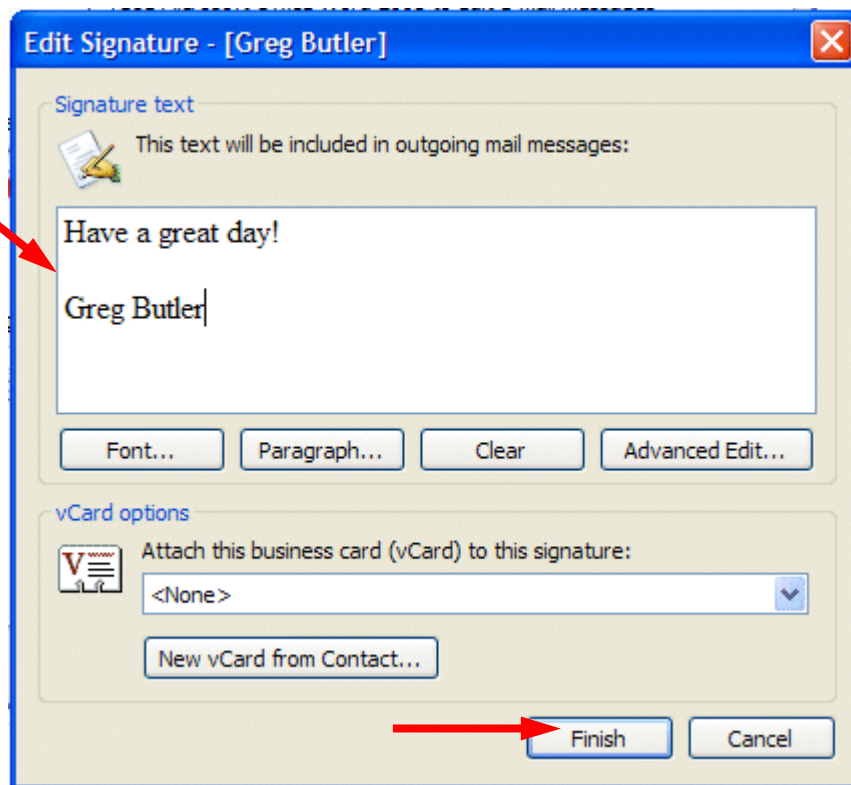 Edit Signature - [Greg Butler]
Signature text
This text will be included in outgoing mail messages:
Have a great day!
Greg Butler
Font... Paragraph... Clear Advanced Edit...
vCard options
Attach this business card (vCard) to this signature:
V
<None>
New vCard from Contact...
Finish Cancel